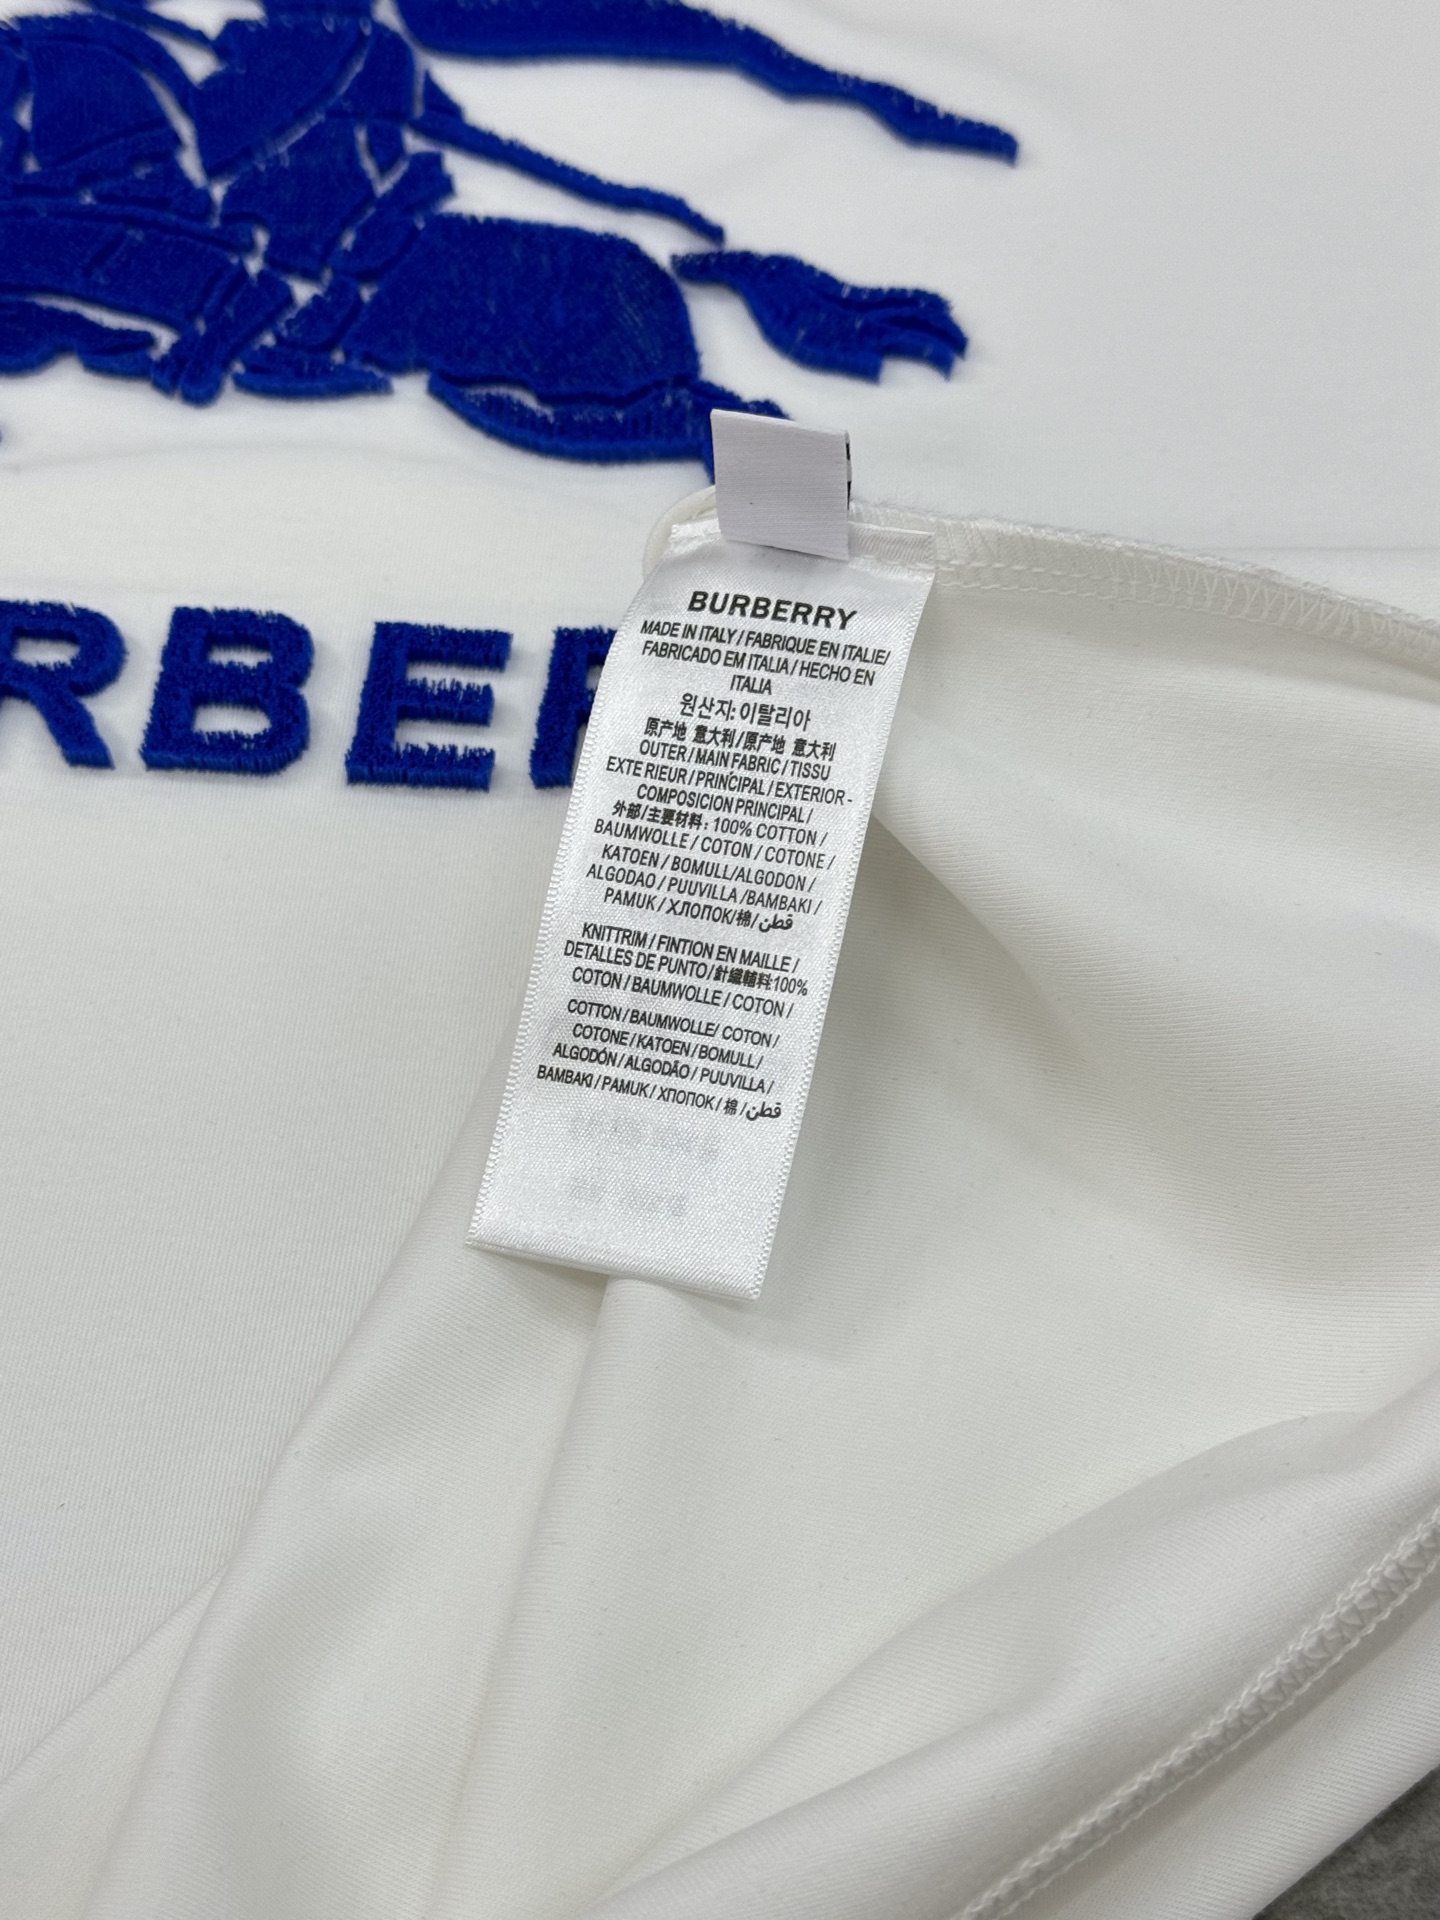 RBER
BURBERRY
MADE IN ITALY / FABRIQUE EN ITALIE/
FABRICADO EM ITALIA / HECHO EN
ITALIA
원산지: 이탈리아
原产地 意大利/原产地 意大利
OUTER / MAIN FABRIC / TISSU
EXTE RIEUR / PRINCIPAL / EXTERIOR -
COMPOSICION PRINCIPAL /
外部/主要材料: 100% COTTON /
BAUMWOLLE / COTON / COTONE /
KATOEN / BOMULL/ALGODON /
ALGODAO / PUUVILLA /BAMBAKI /
PAMUK / ХЛОПОК/棉/قطن
KNITTRIM / FINTION EN MAILLE /
DETALLES DE PUNTO/針織輔料:100%
COTON / BAUMWOLLE / COTON /
COTTON / BAUMWOLLE/ COTON /
COTONE / KATOEN / BOMULL/
ALGODÓN / ALGODÃO / PUUVILLA /
BAMBAKI / PAMUK / ХЛОПОК / 棉 /قطن